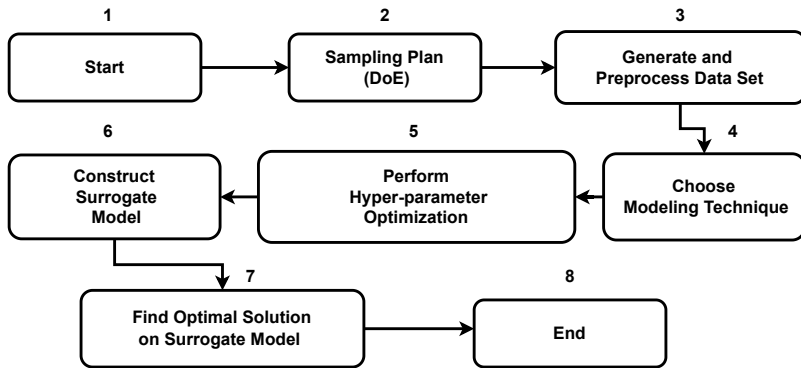 1
Start
2
Sampling Plan
(DoE)
3
Generate and
Preprocess Data Set
4
Choose
Modeling Technique
5
Perform
Hyper-parameter
Optimization
6
Construct
Surrogate
Model
7
Find Optimal Solution
on Surrogate Model
8
End